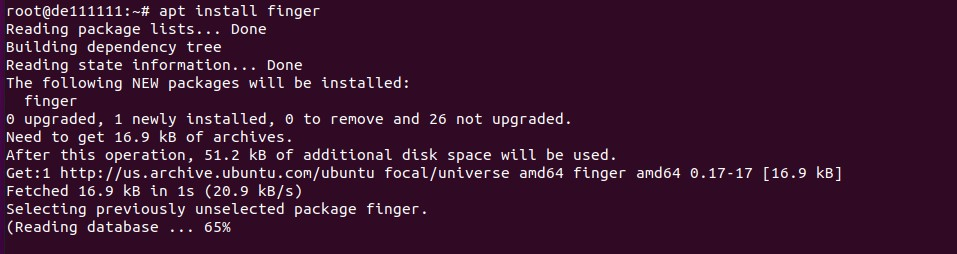 root@de111111:~# apt install finger
Reading package lists... Done
Building dependency tree
Reading state information... Done
The following NEW packages will be installed:
  finger
0 upgraded, 1 newly installed, 0 to remove and 26 not upgraded.
Need to get 16.9 kB of archives.
After this operation, 51.2 kB of additional disk space will be used.
Get:1 http://us.archive.ubuntu.com/ubuntu focal/universe amd64 finger amd64 0.17-17 [16.9 kB]
Fetched 16.9 kB in 1s (20.9 kB/s)
Selecting previously unselected package finger.
(Reading database ... 65%